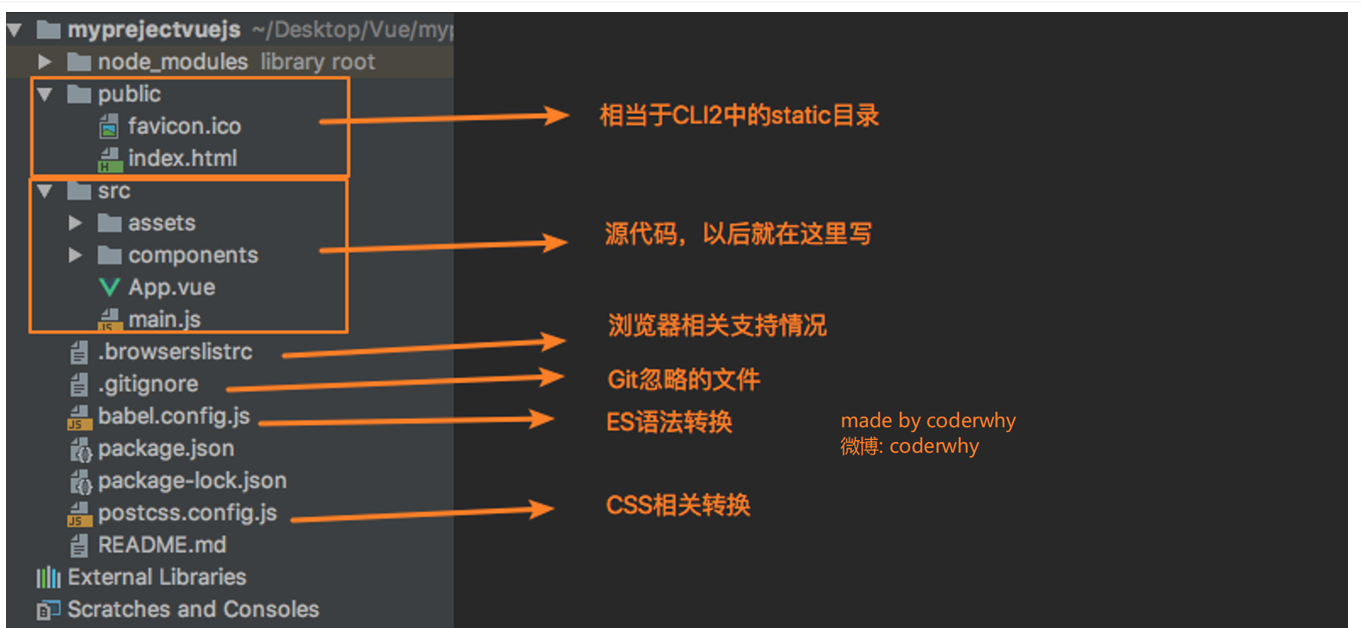 myprejectvuejs ~/Desktop/Vue/myp
node_modules library root
public
favicon.ico
index.html
相当于CLI2中的static目录
src
assets
components
App.vue
main.js
源代码，以后就在这里写
.browserslistrc
浏览器相关支持情况
.gitignore
Git忽略的文件
babel.config.js
ES语法转换
made by coderwhy
微博: coderwhy
package.json
package-lock.json
postcss.config.js
CSS相关转换
README.md
External Libraries
Scratches and Consoles